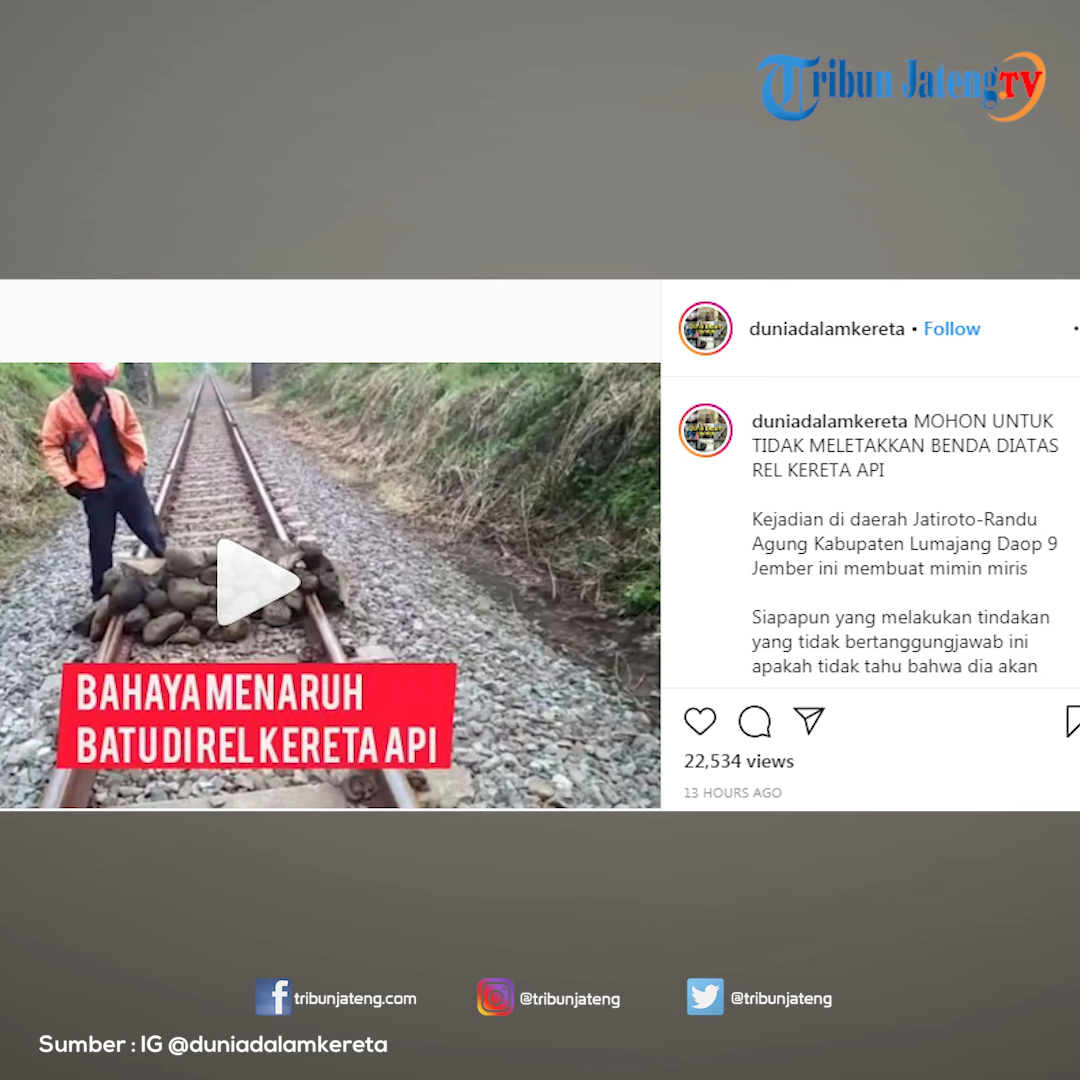 Tribun Jateng TV
duniadalamkereta • Follow
duniadalamkereta MOHON UNTUK
TIDAK MELETAKKAN BENDA DIATAS
REL KERETA API
Kejadian di daerah Jatiroto-Randu
Agung Kabupaten Lumajang Daop 9
Jember ini membuat mimin miris
Siapapun yang melakukan tindakan
yang tidak bertanggungjawab ini
apakah tidak tahu bahwa dia akan
BAHAYA MENARUH
BATU DI REL KERETA API
22,534 views
13 HOURS AGO
tribunjateng.com
@tribunjateng
@tribunjateng
Sumber : IG @duniadalamkereta